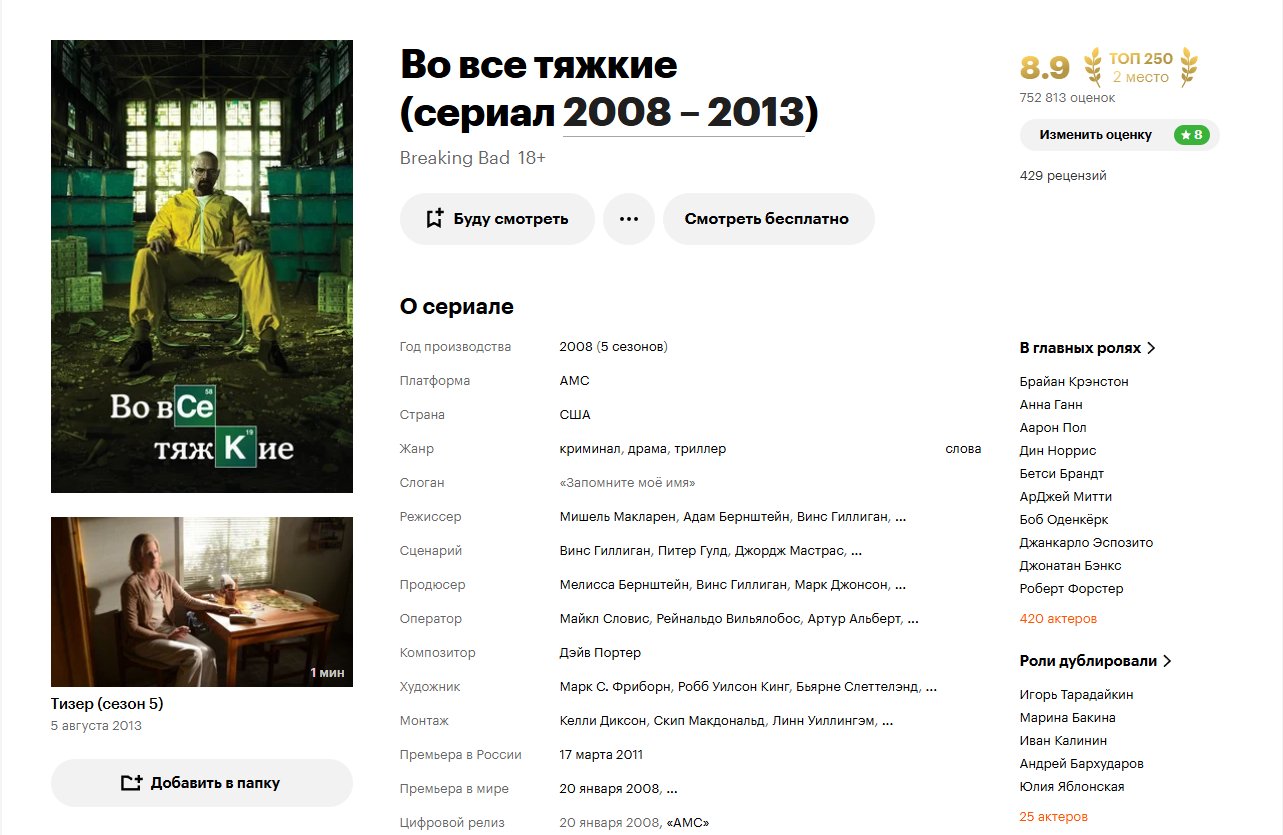 Во все тяжкие
(сериал 2008 – 2013)
Breaking Bad 18+
Буду смотреть
...
Смотреть бесплатно
8.9
ТОП 250
2 место
752 813 оценок
Изменить оценку ★ 8
429 рецензий
58
Во вСе
19
тяжКие
1 мин
Тизер (сезон 5)
5 августа 2013
Добавить в папку
О сериале
Год производства 2008 (5 сезонов)
Платформа AMC
Страна США
Жанр криминал, драма, триллер слова
Слоган «Запомните моё имя»
Режиссер Мишель Макларен, Адам Бернштейн, Винс Гиллиган, ...
Сценарий Винс Гиллиган, Питер Гулд, Джордж Мастрас, ...
Продюсер Мелисса Бернштейн, Винс Гиллиган, Марк Джонсон, ...
Оператор Майкл Словис, Рейнальдо Вильялобос, Артур Альберт, ...
Композитор Дэйв Портер
Художник Марк С. Фриборн, Робб Уилсон Кинг, Бьярне Слеттелэнд, ...
Монтаж Келли Диксон, Скип Макдональд, Линн Уиллингэм, ...
Премьера в России 17 марта 2011
Премьера в мире 20 января 2008, ...
Цифровой релиз 20 января 2008, «AMC»
В главных ролях
Брайан Крэнстон
Анна Ганн
Аарон Пол
Дин Норрис
Бетси Брандт
АрДжей Митти
Боб Оденкёрк
Джанкарло Эспозито
Джонатан Бэнкс
Роберт Форстер
420 актеров
Роли дублировали
Игорь Тарадайкин
Марина Бакина
Иван Калинин
Андрей Бархударов
Юлия Яблонская
25 актеров